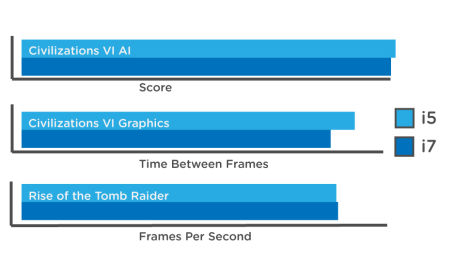 Civilizations VI AI
Score
Civilizations VI Graphics
Time Between Frames
Rise of the Tomb Raider
Frames Per Second
i5
i7